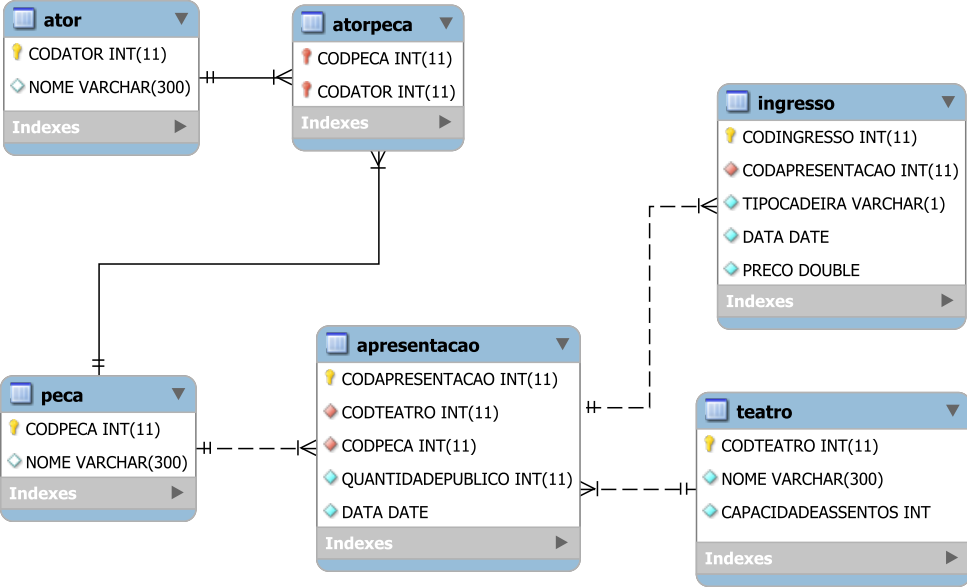 ator
CODATOR INT(11)
NOME VARCHAR(300)
Indexes
atorpeca
CODPECA INT(11)
CODATOR INT(11)
Indexes
ingresso
CODINGRESSO INT(11)
CODAPRESENTACAO INT(11)
TIPOCADEIRA VARCHAR(1)
DATA DATE
PRECO DOUBLE
Indexes
peca
CODPECA INT(11)
NOME VARCHAR(300)
Indexes
apresentacao
CODAPRESENTACAO INT(11)
CODTEATRO INT(11)
CODPECA INT(11)
QUANTIDADEPUBLICO INT(11)
DATA DATE
Indexes
teatro
CODTEATRO INT(11)
NOME VARCHAR(300)
CAPACIDADEASSENTOS INT
Indexes